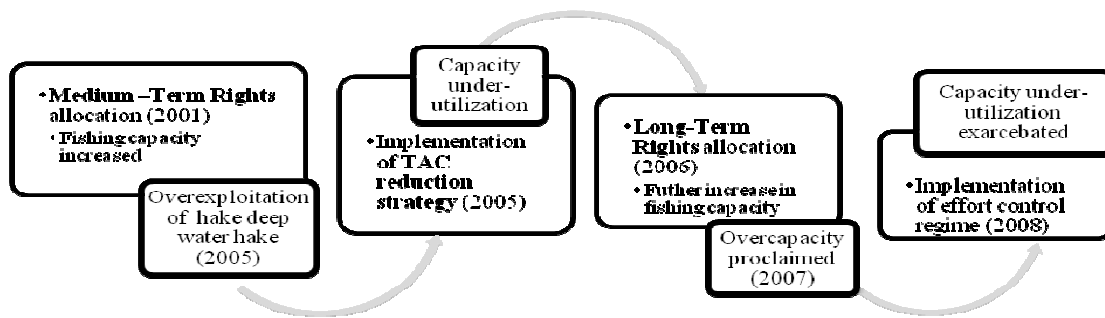 •Medium –Term Rights
allocation (2001)
•Fishing capacity
increased
Overexploitation
of hake deep
water hake
(2005)
Capacity
under-
utilization
•Implementation
of TAC
reduction
strategy (2005)
•Long-Term
Rights allocation
(2006)
•Futher increase in
fishing capacity
Overcapacity
proclaimed
(2007)
Capacity under-
utilization
exarcebated
•Implementation
of effort control
regime (2008)